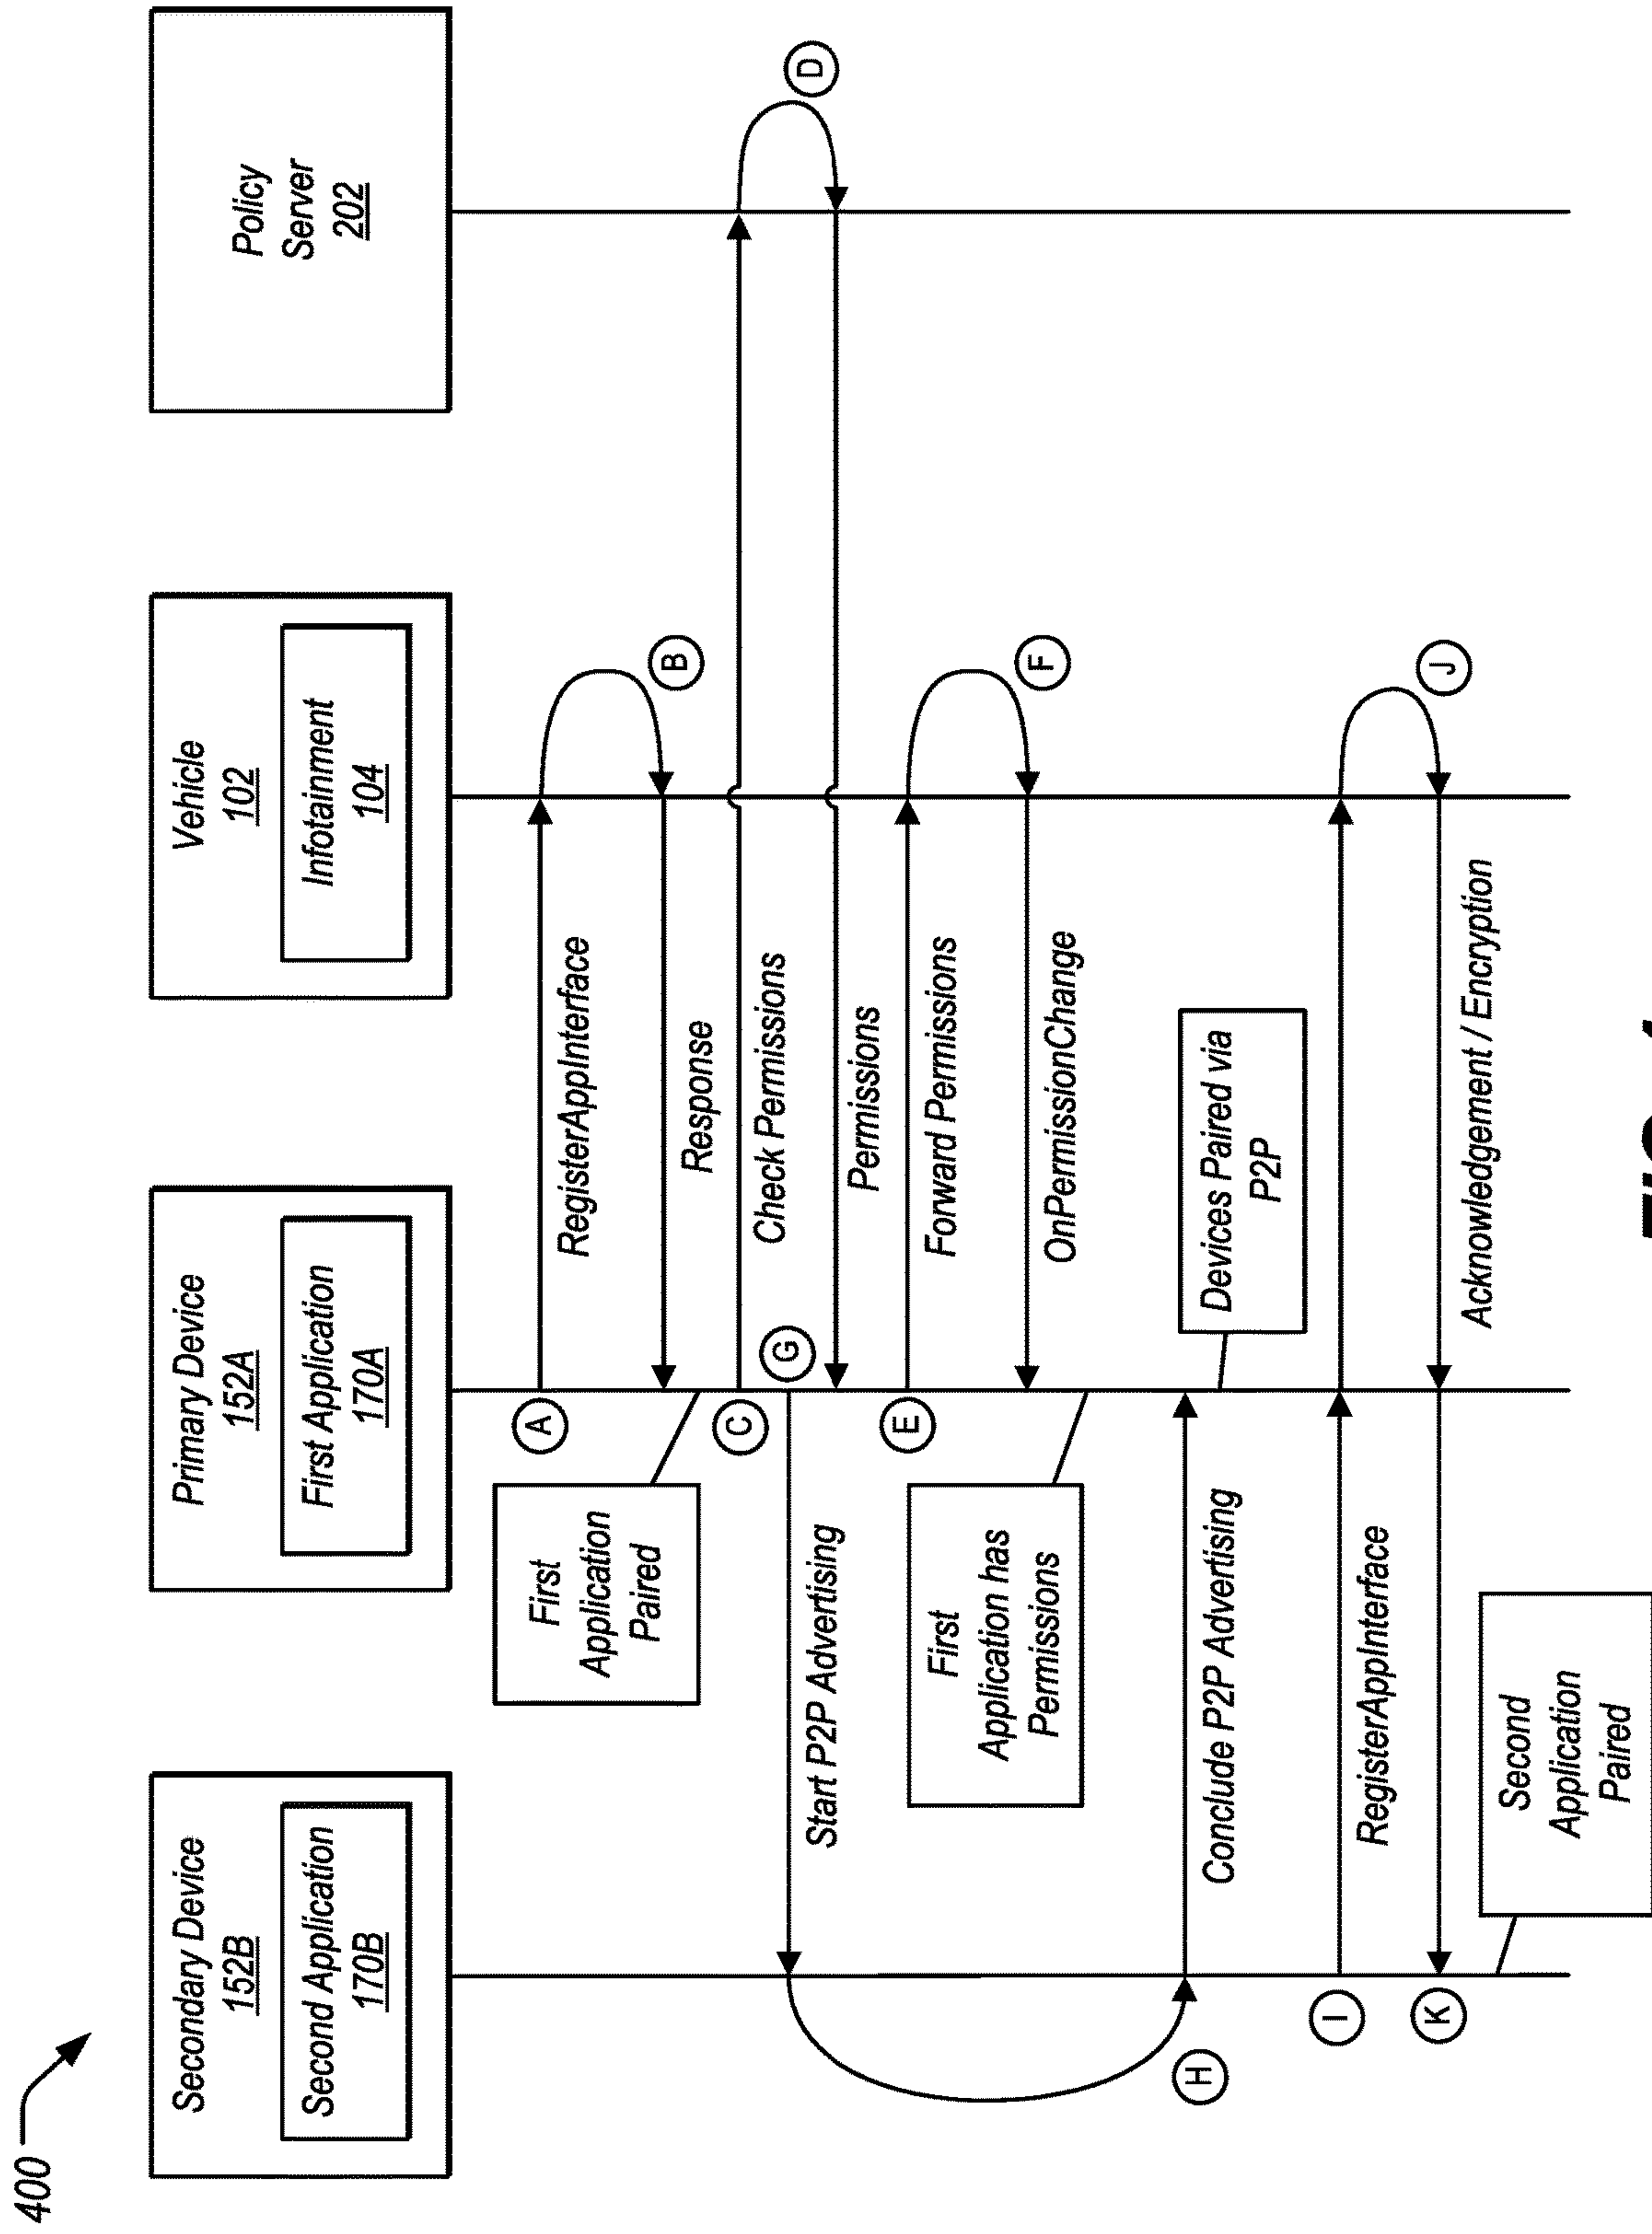 400
Secondary Device
152B
Second Application
170B
Primary Device
152A
First Application
170A
Vehicle
102
Infotainment
104
Policy
Server
202
A
RegisterAppInterface
B
Response
First
Application
Paired
C
Check Permissions
D
G
Start P2P Advertising
Permissions
E
Forward Permissions
F
OnPermissionChange
First
Application has
Permissions
H
Conclude P2P Advertising
Devices Paired via
P2P
I
RegisterAppInterface
J
K
Acknowledgement / Encryption
Second
Application
Paired